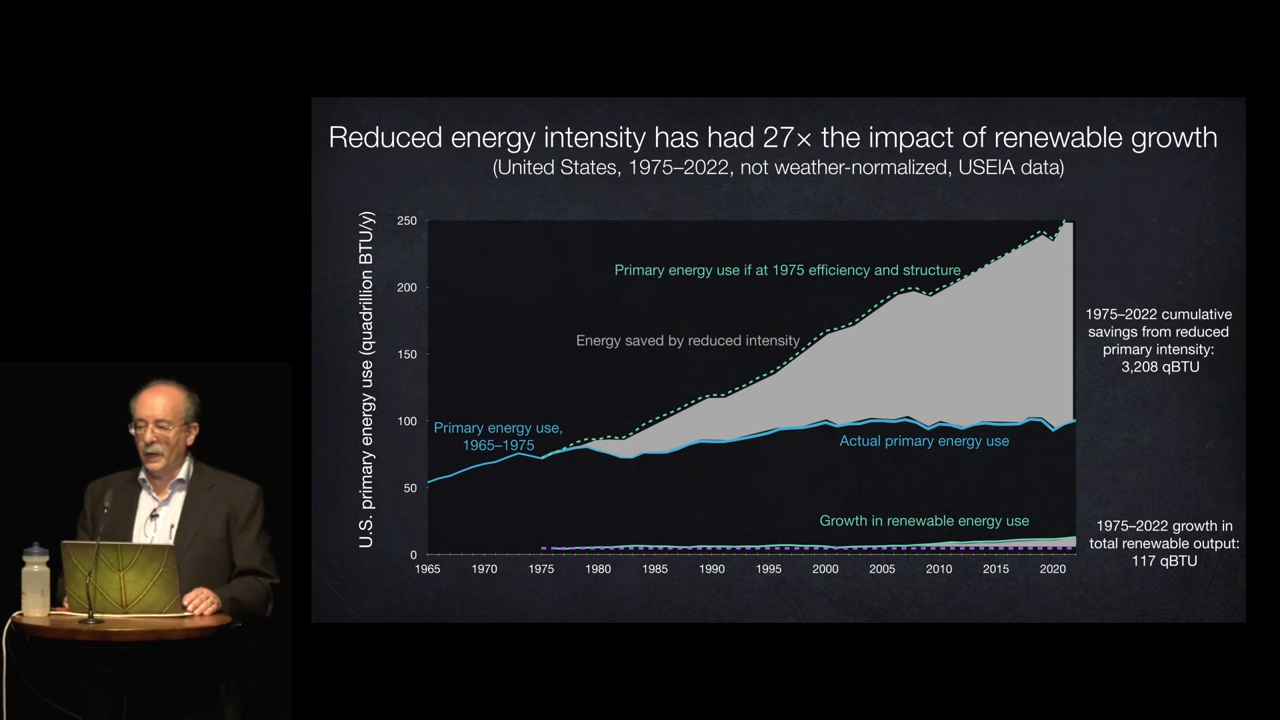 Reduced energy intensity has had 27× the impact of renewable growth
(United States, 1975–2022, not weather-normalized, USEIA data)
U.S. primary energy use (quadrillion BTU/y)
250
200
150
100
50
0
Primary energy use if at 1975 efficiency and structure
Energy saved by reduced intensity
Primary energy use,
1965–1975
Actual primary energy use
Growth in renewable energy use
1975–2022 cumulative
savings from reduced
primary intensity:
3,208 qBTU
1975–2022 growth in
total renewable output:
117 qBTU
1965 1970 1975 1980 1985 1990 1995 2000 2005 2010 2015 2020